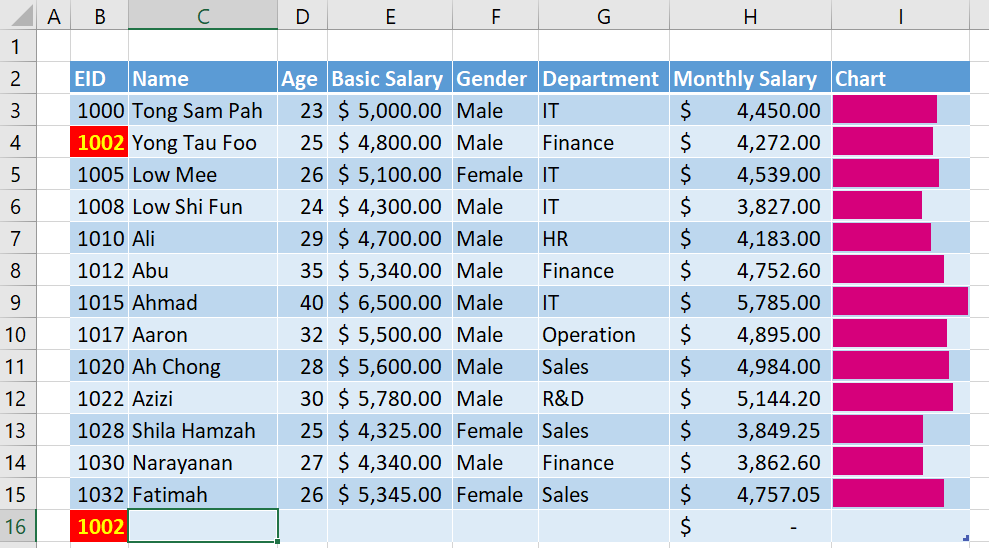 A B C D E F G H I
1
2 EID Name Age Basic Salary Gender Department Monthly Salary Chart
3 1000 Tong Sam Pah 23 $ 5,000.00 Male IT $ 4,450.00
4 1002 Yong Tau Foo 25 $ 4,800.00 Male Finance $ 4,272.00
5 1005 Low Mee 26 $ 5,100.00 Female IT $ 4,539.00
6 1008 Low Shi Fun 24 $ 4,300.00 Male IT $ 3,827.00
7 1010 Ali 29 $ 4,700.00 Male HR $ 4,183.00
8 1012 Abu 35 $ 5,340.00 Male Finance $ 4,752.60
9 1015 Ahmad 40 $ 6,500.00 Male IT $ 5,785.00
10 1017 Aaron 32 $ 5,500.00 Male Operation $ 4,895.00
11 1020 Ah Chong 28 $ 5,600.00 Male Sales $ 4,984.00
12 1022 Azizi 30 $ 5,780.00 Male R&D $ 5,144.20
13 1028 Shila Hamzah 25 $ 4,325.00 Female Sales $ 3,849.25
14 1030 Narayanan 27 $ 4,340.00 Male Finance $ 3,862.60
15 1032 Fatimah 26 $ 5,345.00 Female Sales $ 4,757.05
16 1002 $ -